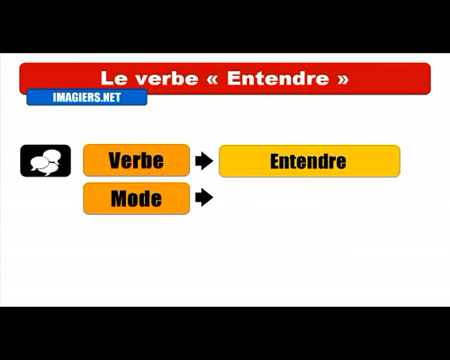 Le verbe « Entendre »
IMAGIERS.NET
Verbe Entendre
Mode